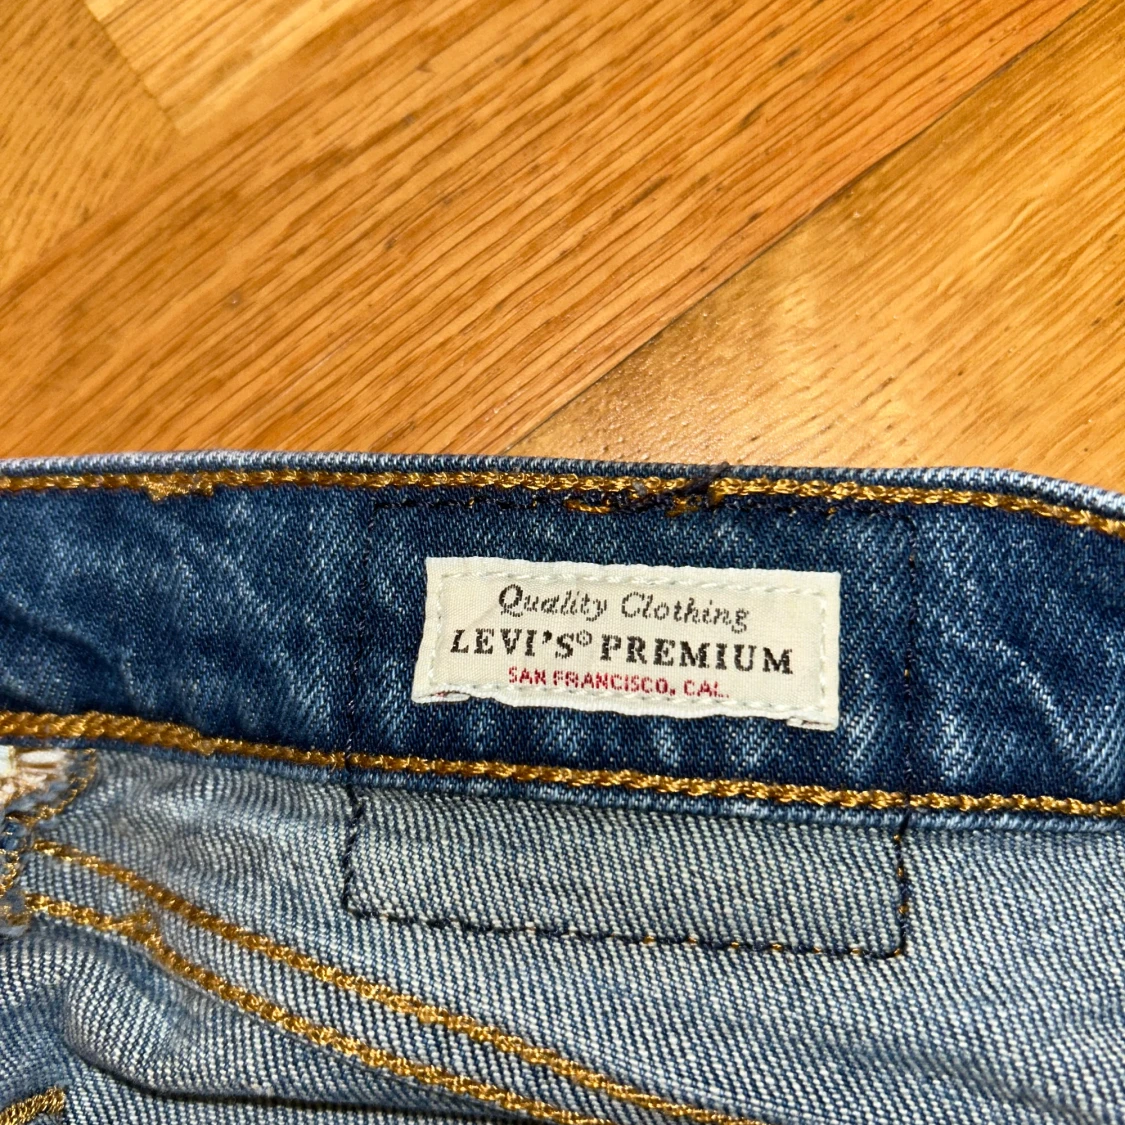 Quality Clothing
LEVI'S® PREMIUM
SAN FRANCISCO, CAL.